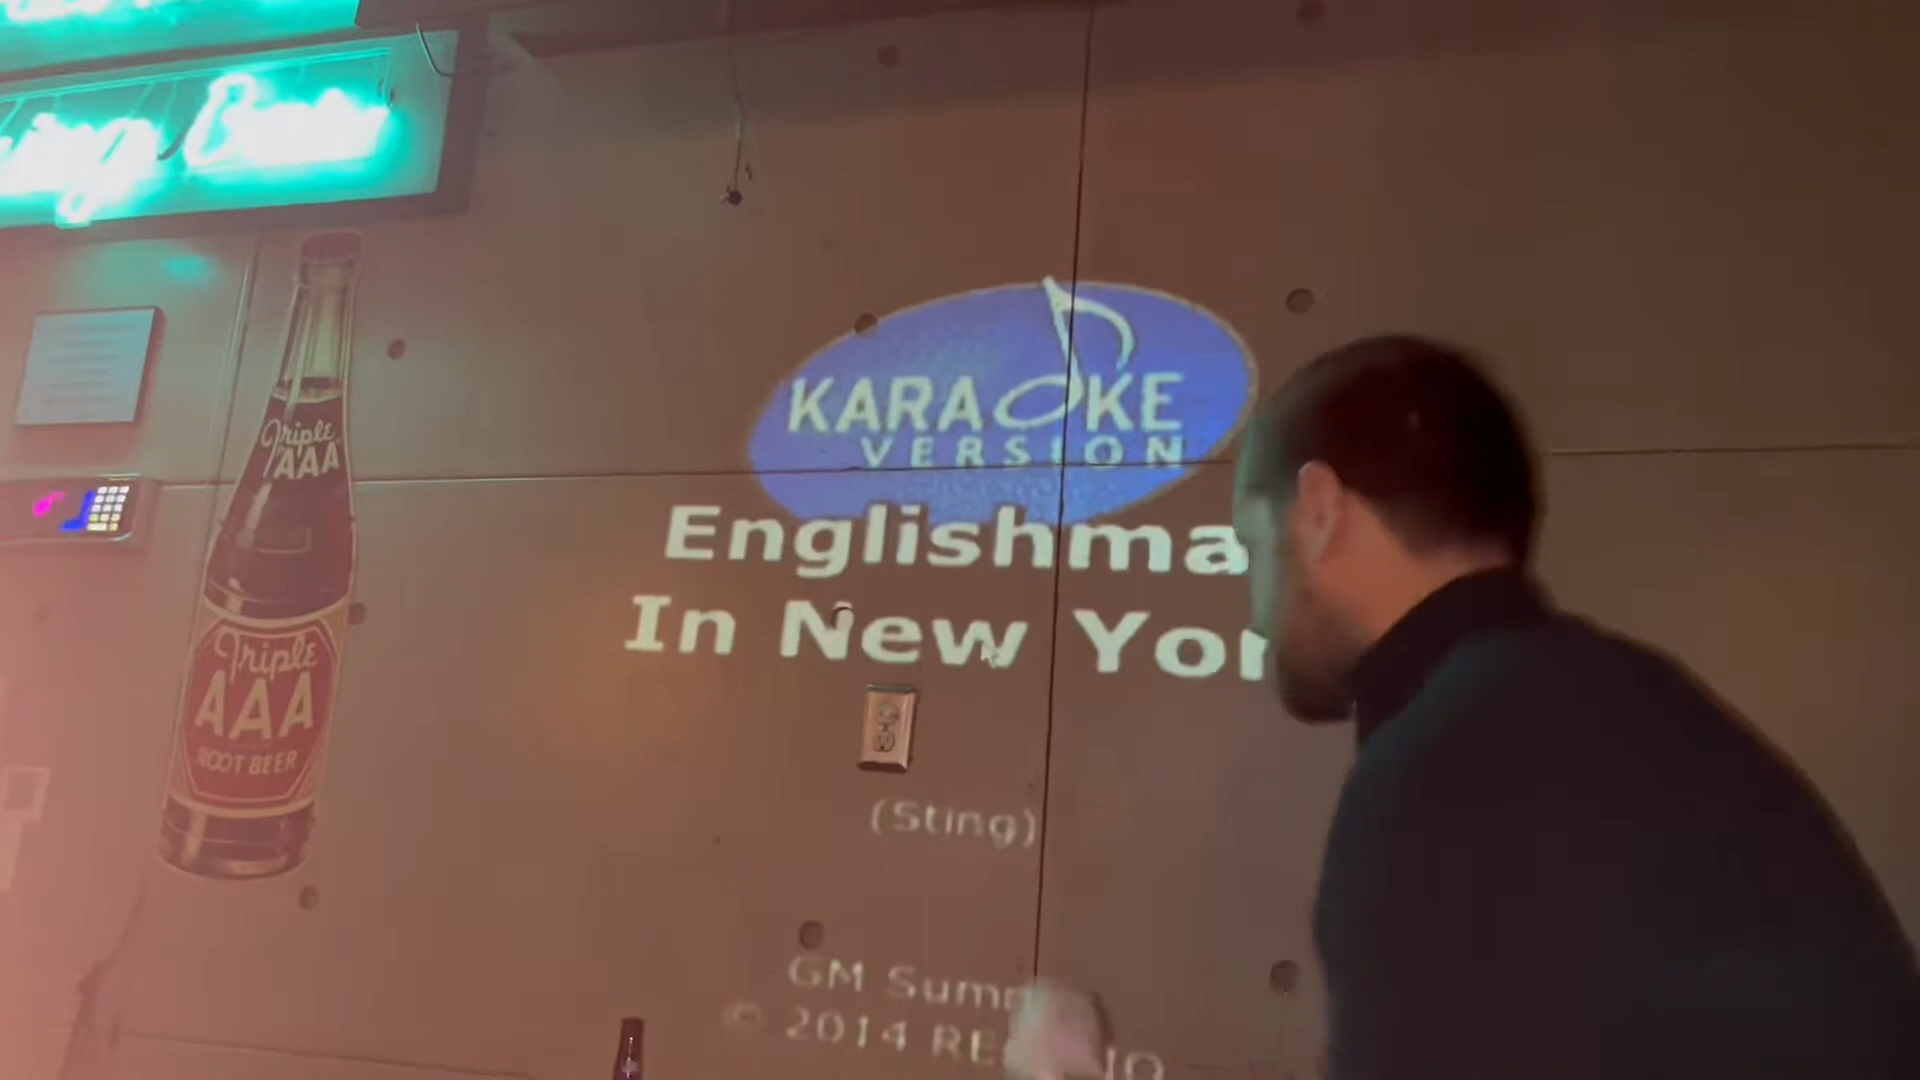 Triple
AAA
Triple
AAA
ROOT BEER
KARAOKE
VERSION
Englishma
In New Yor
(Sting)
GM Sum
© 2014 RE